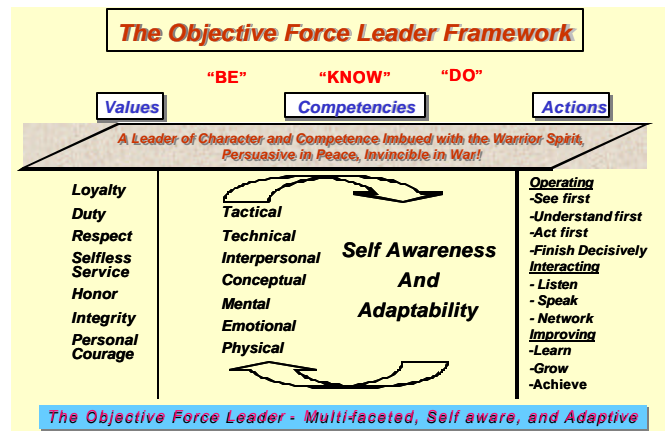 The Objective Force Leader Framework
“BE” “KNOW” “DO”
Values Competencies Actions
A Leader of Character and Competence Imbued with the Warrior Spirit,
Persuasive in Peace, Invincible in War!
Loyalty
Duty
Respect
Selfless
Service
Honor
Integrity
Personal
Courage
Tactical
Technical
Interpersonal
Conceptual
Mental
Emotional
Physical
Self Awareness
And
Adaptability
Operating
-See first
-Understand first
-Act first
-Finish Decisively
Interacting
- Listen
- Speak
- Network
Improving
-Learn
-Grow
-Achieve
The Objective Force Leader - Multi-faceted, Self aware, and Adaptive